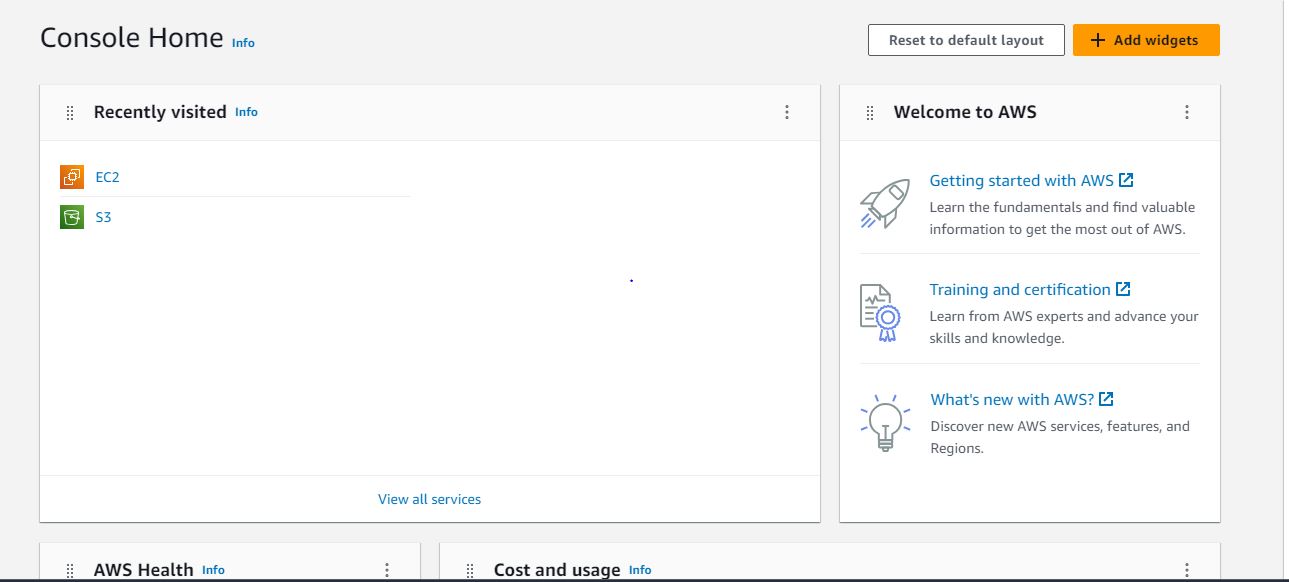 Console Home Info
Reset to default layout
+ Add widgets
Recently visited Info
EC2
S3
View all services
Welcome to AWS
Getting started with AWS
Learn the fundamentals and find valuable
information to get the most out of AWS.
Training and certification
Learn from AWS experts and advance your
skills and knowledge.
What's new with AWS?
Discover new AWS services, features, and
Regions.
AWS Health Info
Cost and usage Info